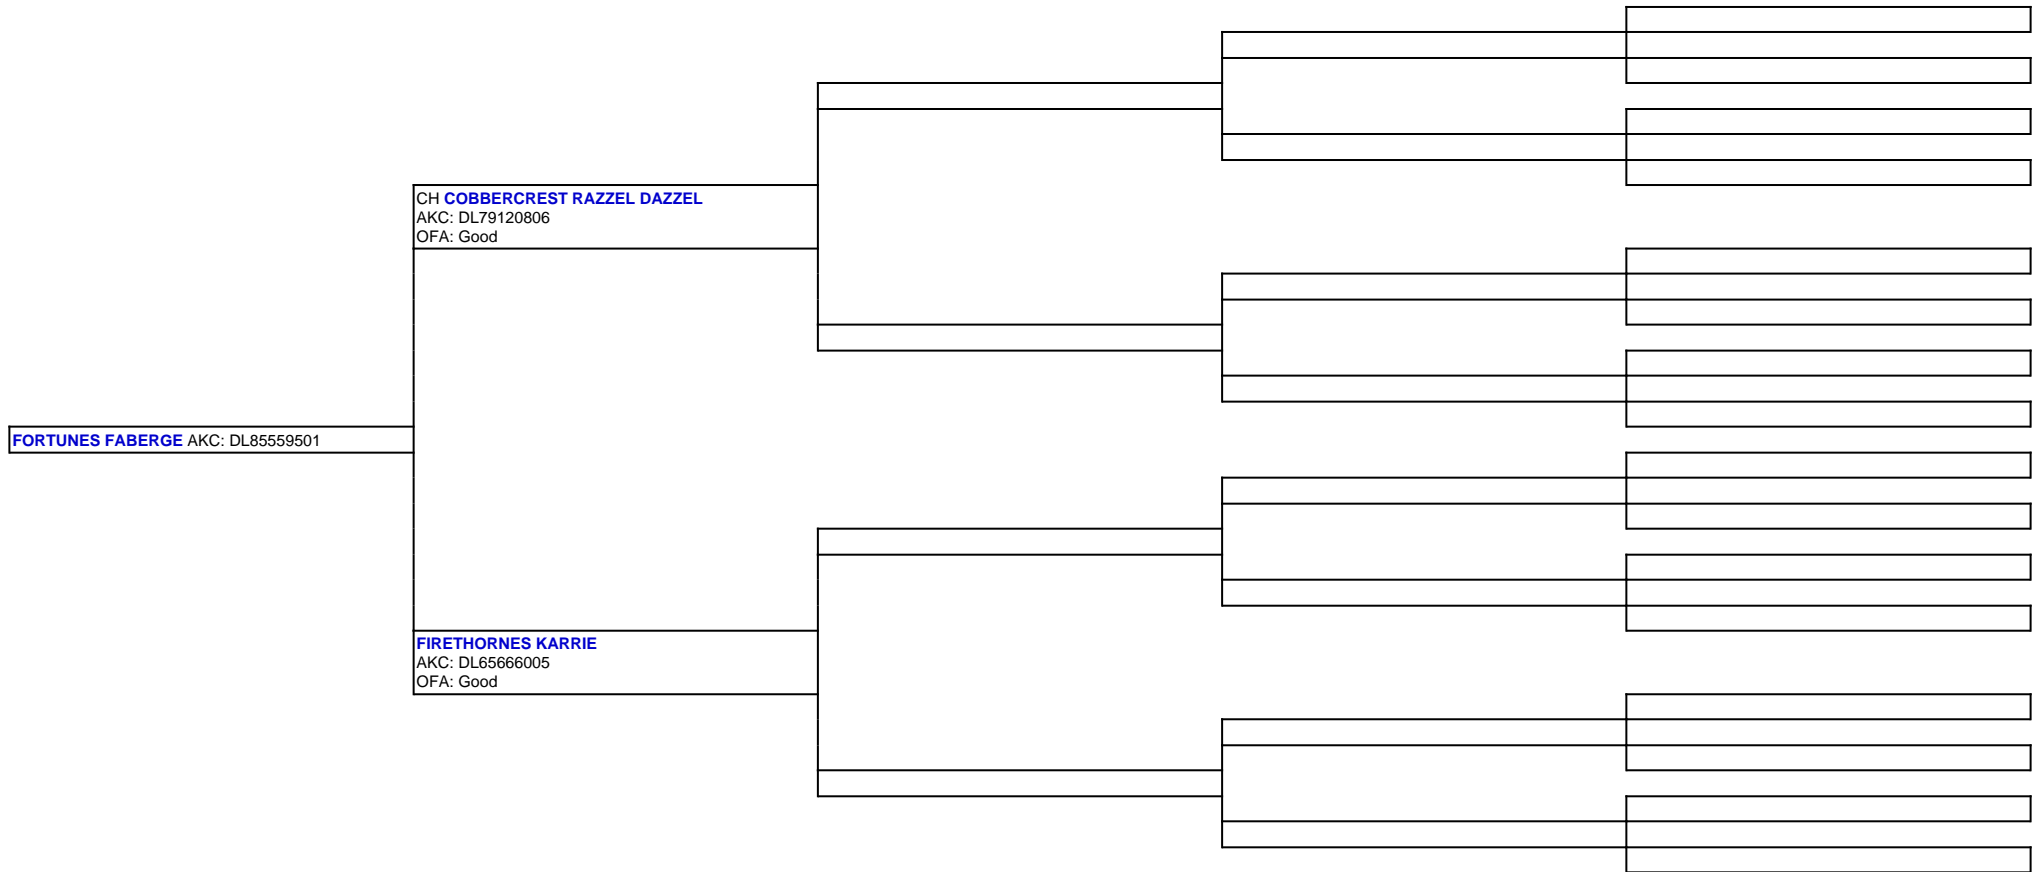 CH COBBERCREST RAZZEL DAZZEL
AKC: DL79120806
OFA: Good
FORTUNES FABERGE AKC: DL85559501
FIRETHORNES KARRIE
AKC: DL65666005
OFA: Good